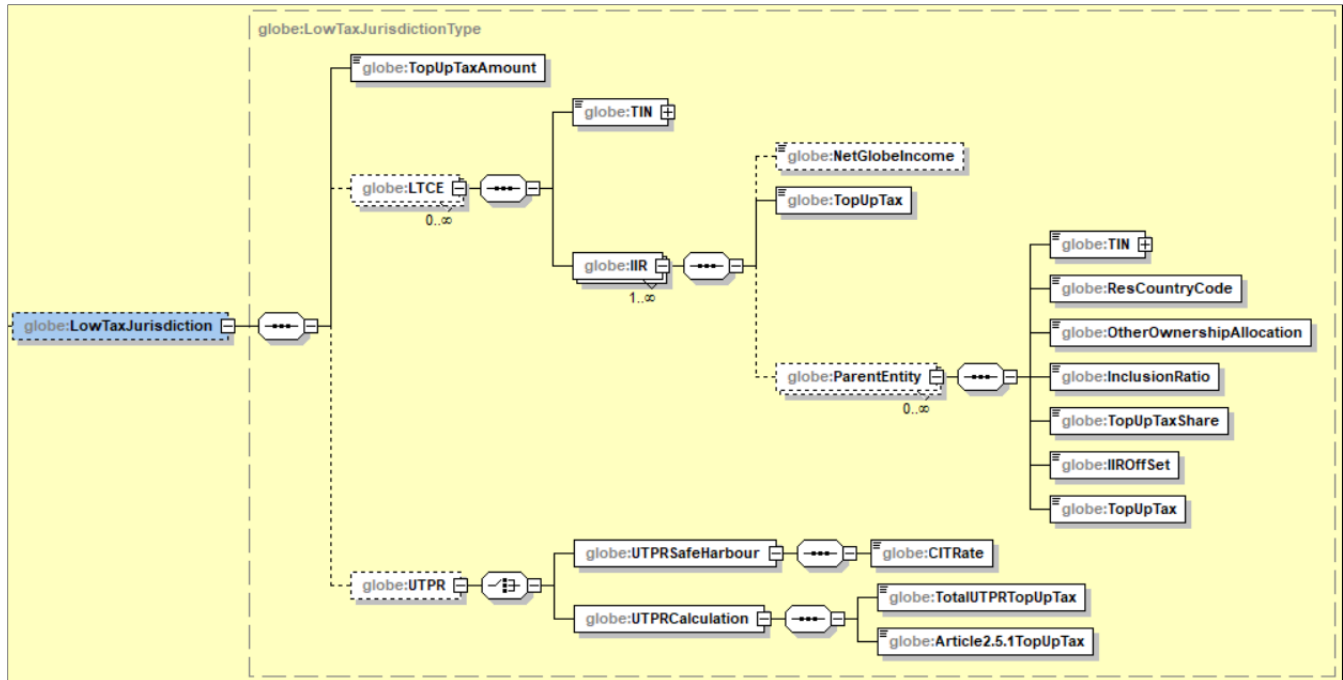 globe:LowTaxJurisdictionType
globe:TopUpTaxAmount
globe:TIN
globe:NetGlobeIncome
globe:LTCE
0..∞
globe:TopUpTax
globe:TIN
globe:IIR
1..∞
globe:ResCountryCode
globe:LowTaxJurisdiction
globe:OtherOwnershipAllocation
globe:ParentEntity
0..∞
globe:InclusionRatio
globe:TopUpTaxShare
globe:IIROffSet
globe:TopUpTax
globe:UTPRSafeHarbour
globe:CITRate
globe:UTPR
globe:TotalUTPRTopUpTax
globe:UTPRCalculation
globe:Article2.5.1TopUpTax